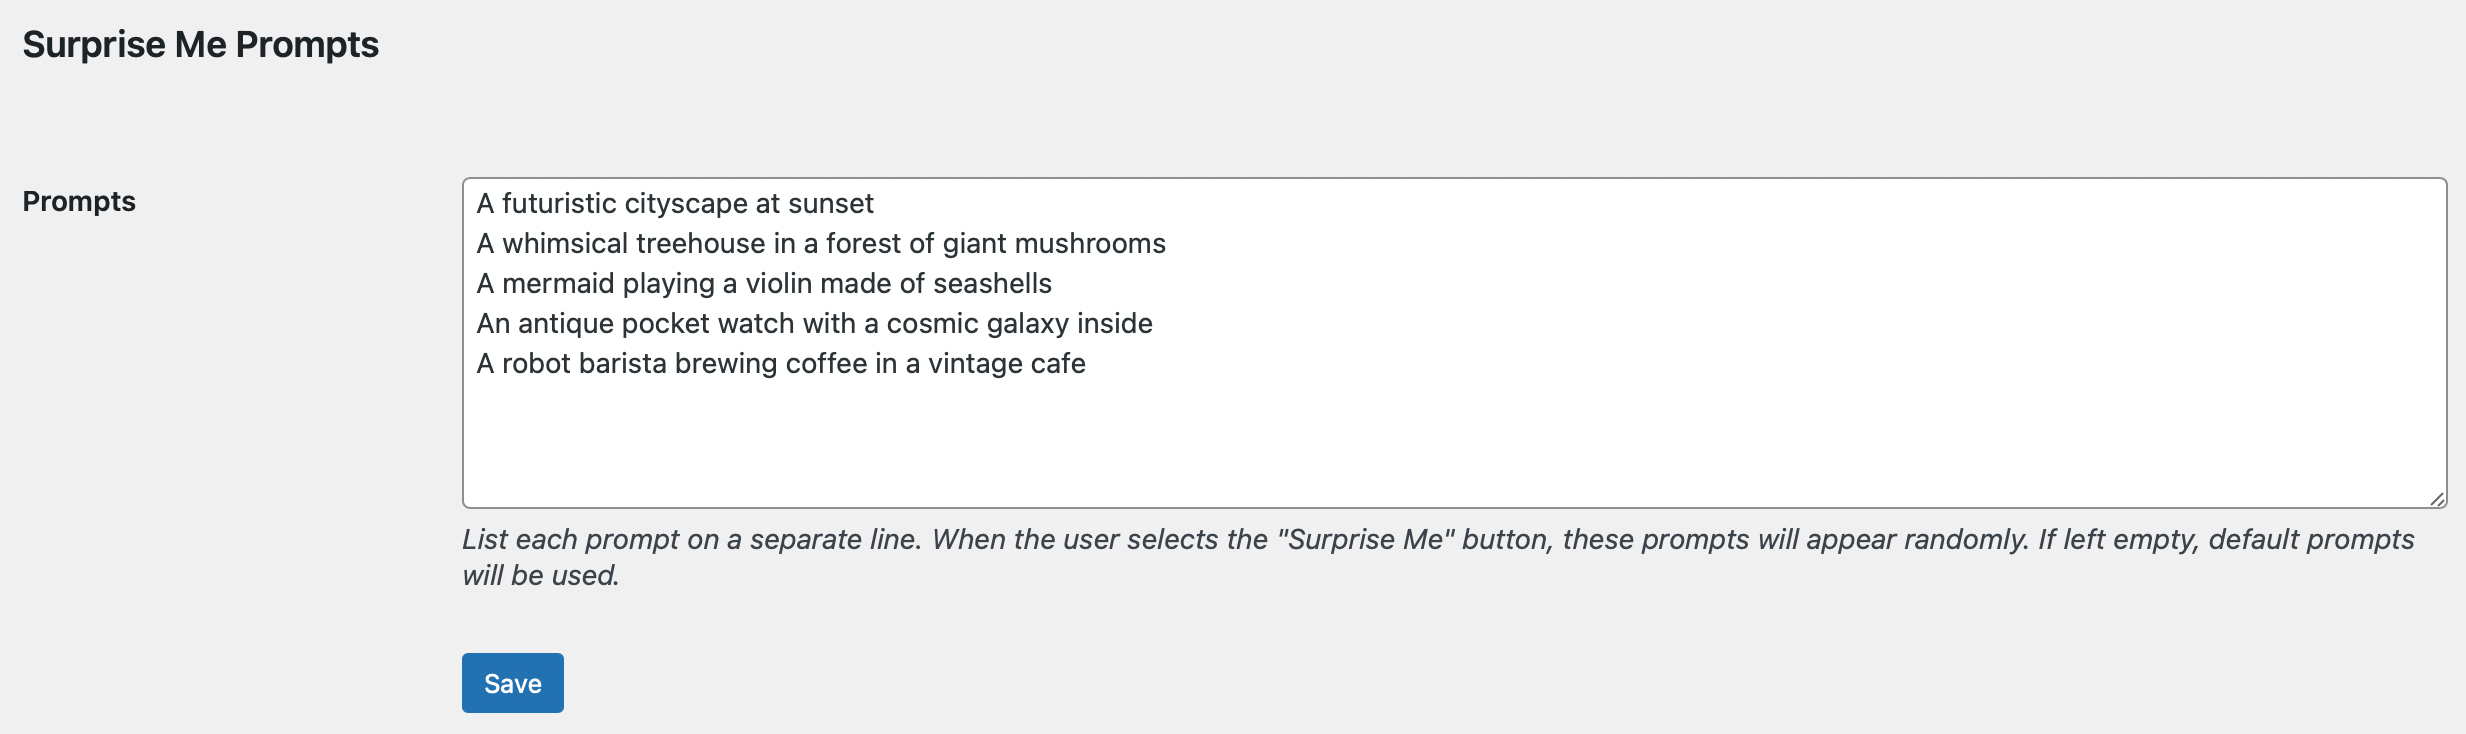 Surprise Me Prompts
Prompts
A futuristic cityscape at sunset
A whimsical treehouse in a forest of giant mushrooms
A mermaid playing a violin made of seashells
An antique pocket watch with a cosmic galaxy inside
A robot barista brewing coffee in a vintage cafe
List each prompt on a separate line. When the user selects the "Surprise Me" button, these prompts will appear randomly. If left empty, default prompts
will be used.
Save